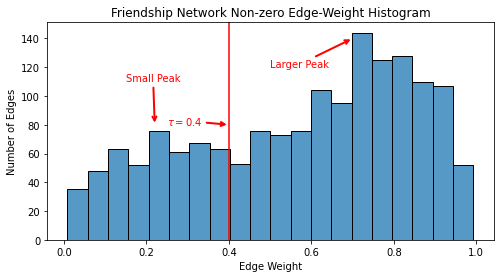 Friendship Network Non-zero Edge-Weight Histogram
140
120
100
80
60
40
20
0
Number of Edges
Small Peak
Larger Peak
τ = 0.4
0.0 0.2 0.4 0.6 0.8 1.0
Edge Weight